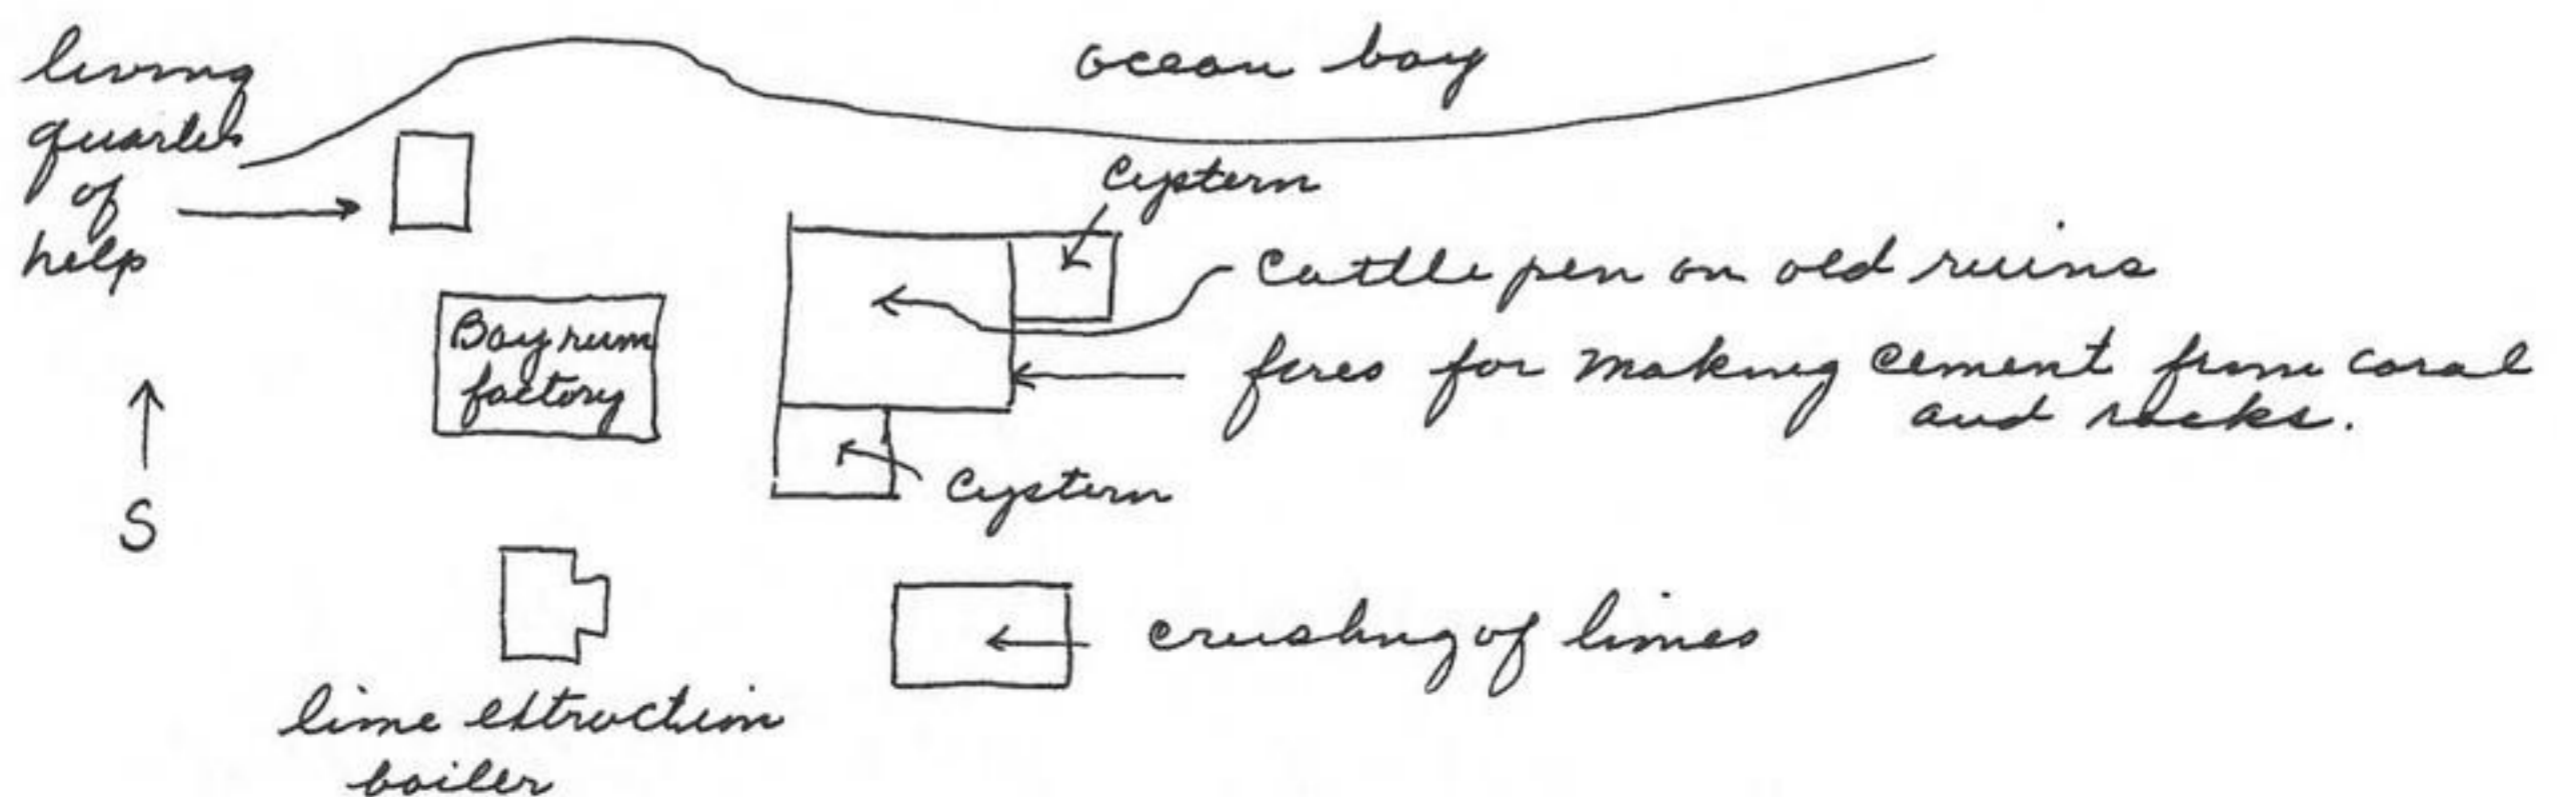 living
quarters
of
help
ocean bay
Cystern
Cattle pen on old ruins
Bay rum
factory
fires for making cement from coral
and rocks.
S
Cystern
crushing of limes
lime extraction
boiler